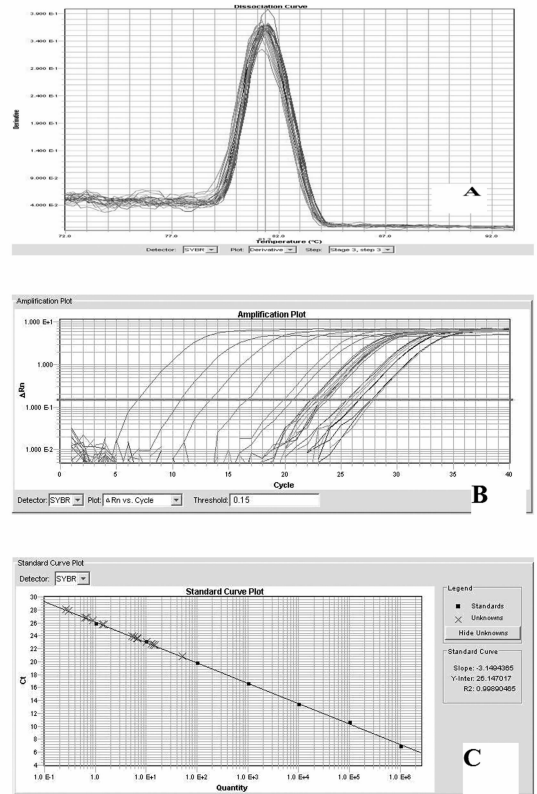 Dissociation Curve
3.900 E-1
3.400 E-1
2.900 E-1
2.400 E-1
1.900 E-1
1.400 E-1
9.000 E-2
4.000 E-2
Derivative
A
72.0 77.0 82.0 87.0 92.0
Temperature (°C)
Detector: SYBR Plot: Derivative Step: Stage 3, step 3
Amplification Plot
Amplification Plot
1.000 E+1
1.000
1.000 E-1
1.000 E-2
ΔRn
0 5 10 15 20 25 30 35 40
Cycle
Detector: SYBR Plot: Δ Rn vs. Cycle Threshold: 0.15
B
Standard Curve Plot
Detector: SYBR
Standard Curve Plot
30
28
26
24
22
20
18
16
14
12
10
8
6
4
Ct
1.0 E-1 1.0 1.0 E+1 1.0 E+2 1.0 E+3 1.0 E+4 1.0 E+5 1.0 E+6
Quantity
Legend
Standards
Unknowns
Hide Unknowns
Standard Curve
Slope: -3.1494365
Y-Inter: 26.147017
R2: 0.99890465
C